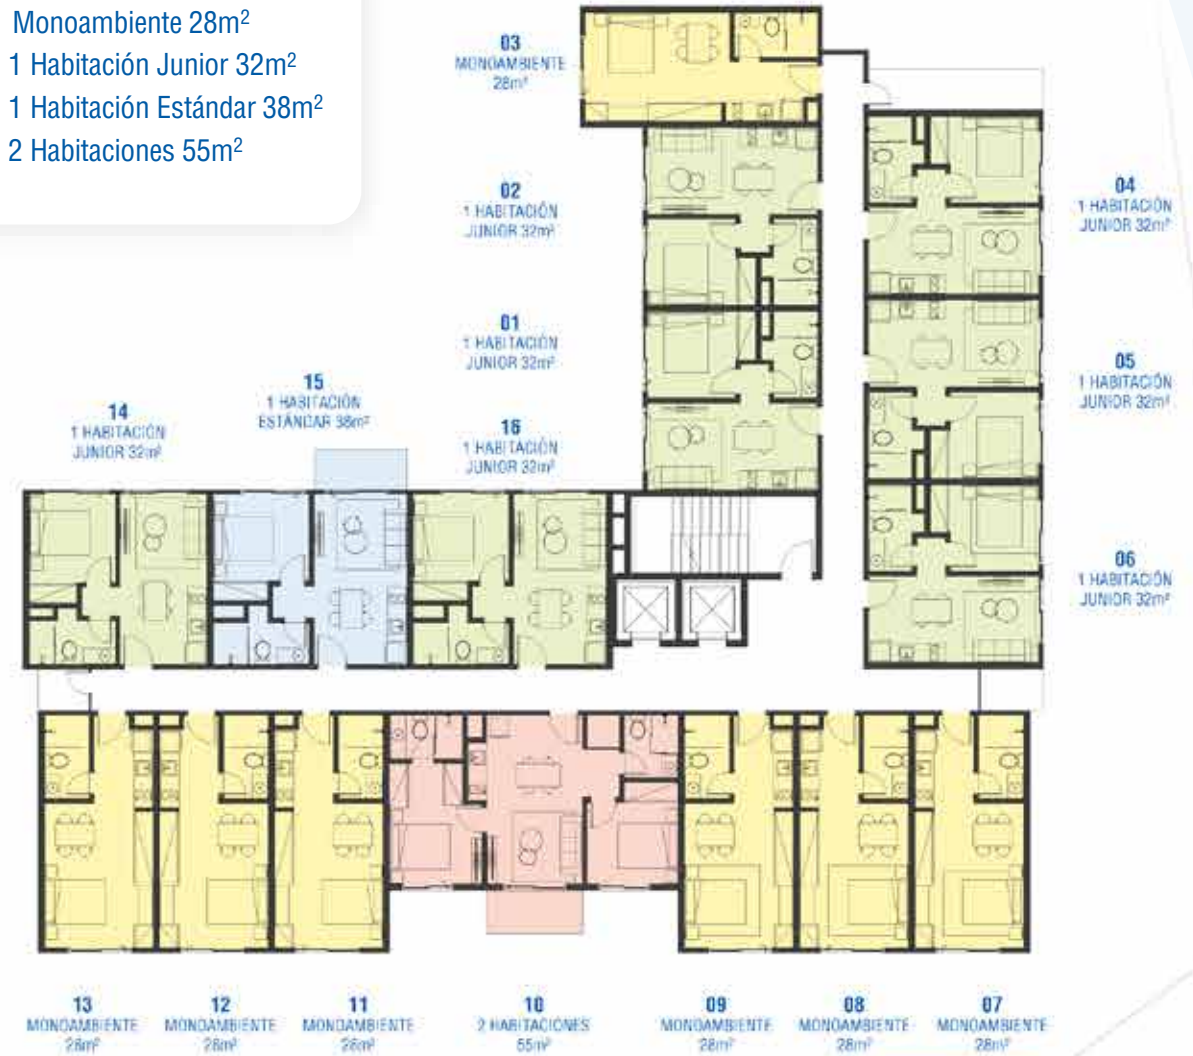 Monoambiente 28m²
1 Habitación Junior 32m²
1 Habitación Estándar 38m²
2 Habitaciones 55m²
03
MONOAMBIENTE
28m²
02
1 HABITACIÓN
JUNIOR 32m²
04
1 HABITACIÓN
JUNIOR 32m²
01
1 HABITACIÓN
JUNIOR 32m²
05
1 HABITACIÓN
JUNIOR 32m²
14
1 HABITACIÓN
JUNIOR 32m²
15
1 HABITACIÓN
ESTÁNDAR 38m²
16
1 HABITACIÓN
JUNIOR 32m²
06
1 HABITACIÓN
JUNIOR 32m²
13
MONOAMBIENTE
28m²
12
MONOAMBIENTE
28m²
11
MONOAMBIENTE
28m²
10
2 HABITACIONES
55m²
09
MONOAMBIENTE
28m²
08
MONOAMBIENTE
28m²
07
MONOAMBIENTE
28m²